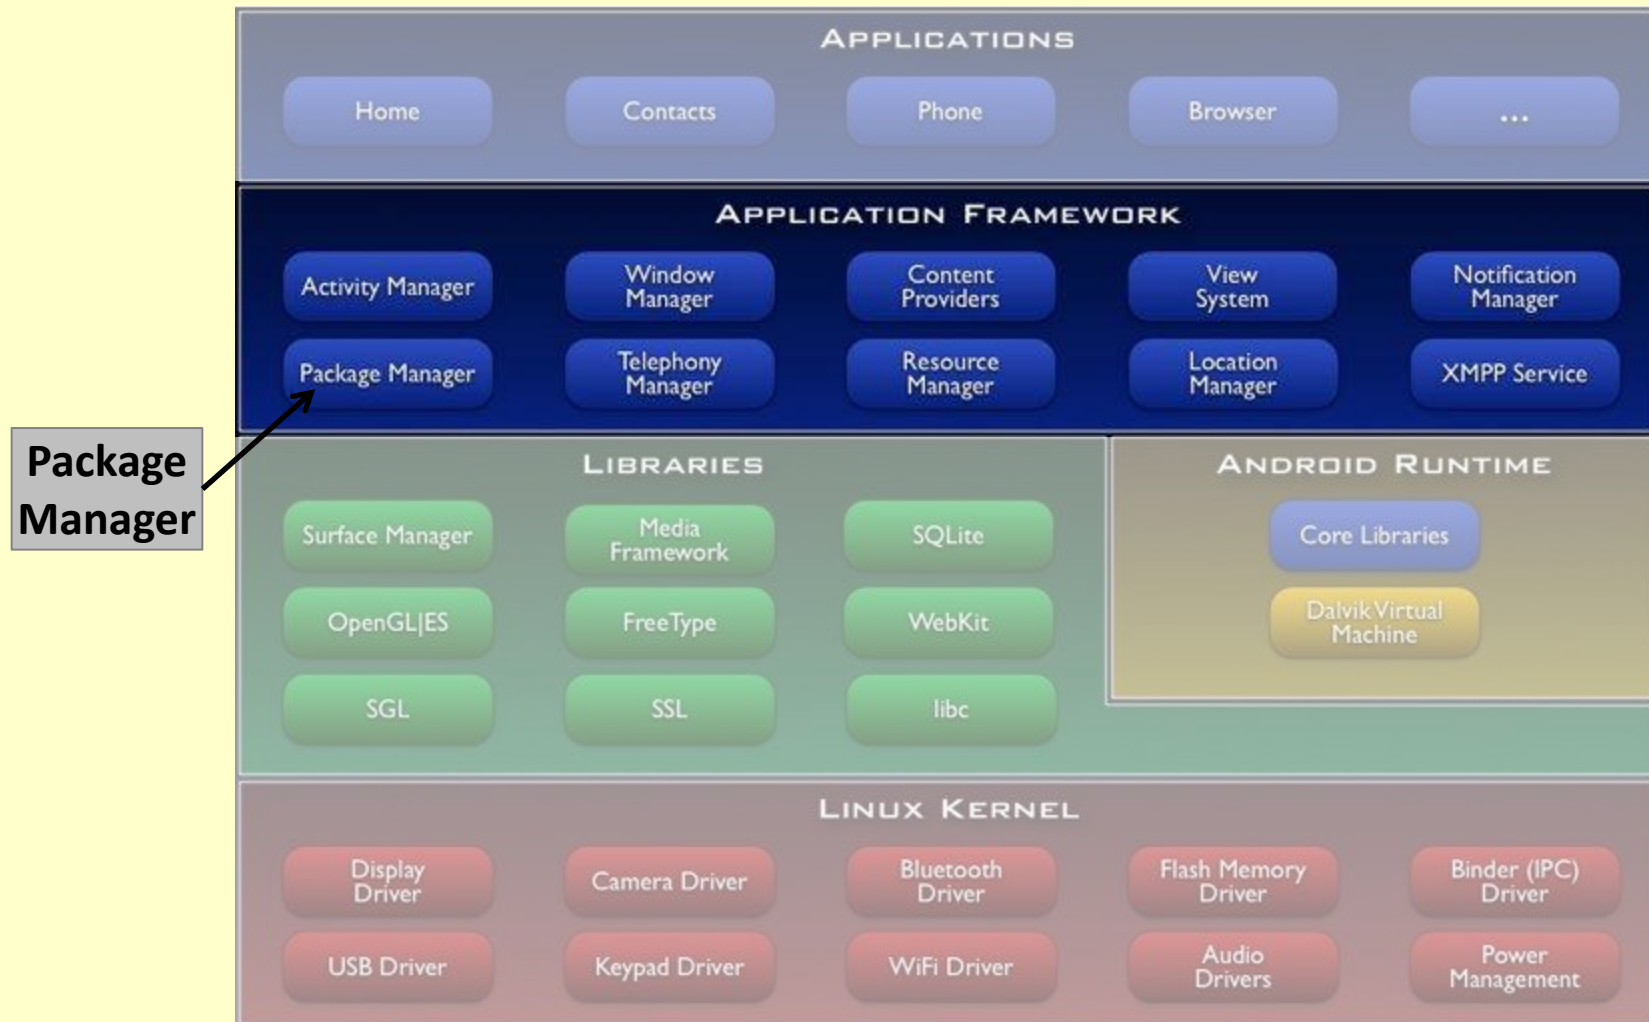 APPLICATIONS
Home
Contacts
Phone
Browser
...
APPLICATION FRAMEWORK
Activity Manager
Window
Manager
Content
Providers
View
System
Notification
Manager
Package Manager
Telephony
Manager
Resource
Manager
Location
Manager
XMPP Service
Package
Manager
LIBRARIES
Surface Manager
Media
Framework
SQLite
OpenGL|ES
FreeType
WebKit
SGL
SSL
libc
ANDROID RUNTIME
Core Libraries
Dalvik Virtual
Machine
LINUX KERNEL
Display
Driver
Camera Driver
Bluetooth
Driver
Flash Memory
Driver
Binder (IPC)
Driver
USB Driver
Keypad Driver
WiFi Driver
Audio
Drivers
Power
Management